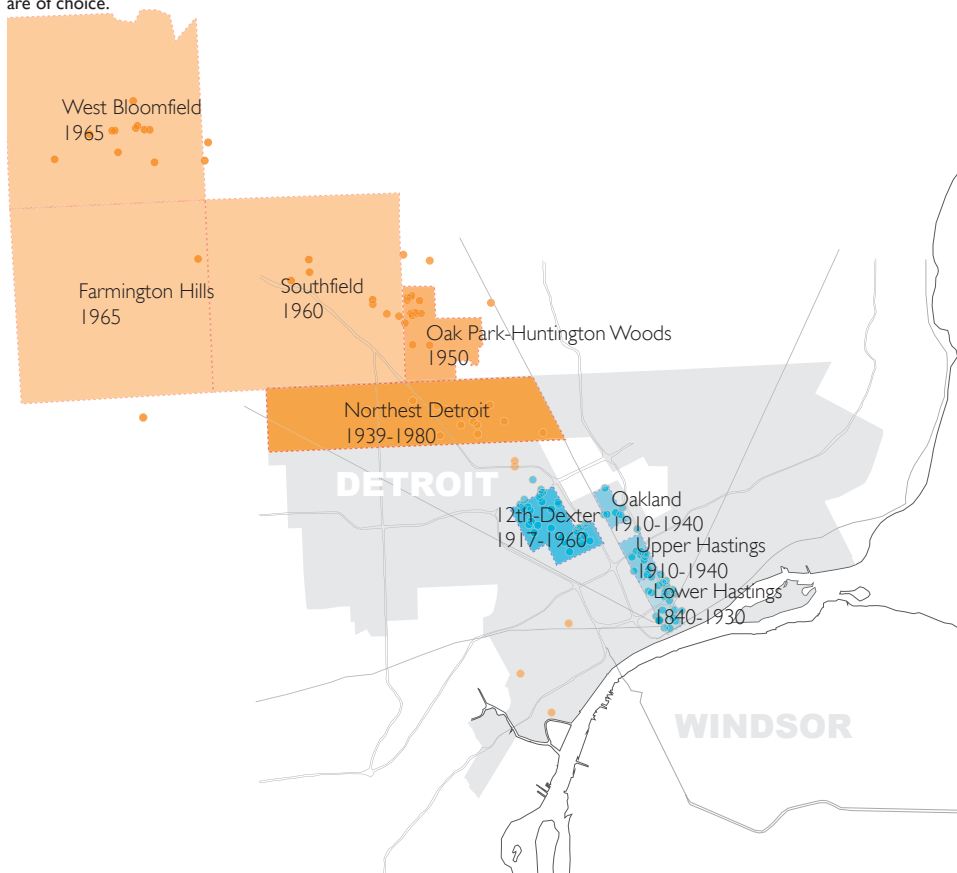 are of choice.
West Bloomfield
1965
Farmington Hills
1965
Southfield
1960
Oak Park-Huntington Woods
1950
Northest Detroit
1939-1980
DETROIT
12th-Dexter
1917-1960
Oakland
1910-1940
Upper Hastings
1910-1940
Lower Hastings
1840-1930
WINDSOR